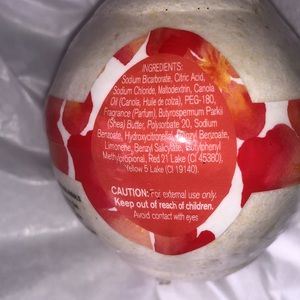 INGREDIENTS:
Sodium Bicarbonate, Citric Acid,
Sodium Chloride, Maltodextrin, Canola
Oil (Canola, Huile de colza), PEG-180,
Fragrance (Parfum), Butyrospermum Parkii
(Shea) Butter, Polysorbate 20, Sodium
Benzoate, Hydroxycitronellal, Benzyl Benzoate,
Limonene, Benzyl Salicylate, Butylphenyl
Methylpropional, Red 21 Lake (CI 45380),
Yellow 5 Lake (CI 19140).
CAUTION: For external use only.
Keep out of reach of children.
Avoid contact with eyes